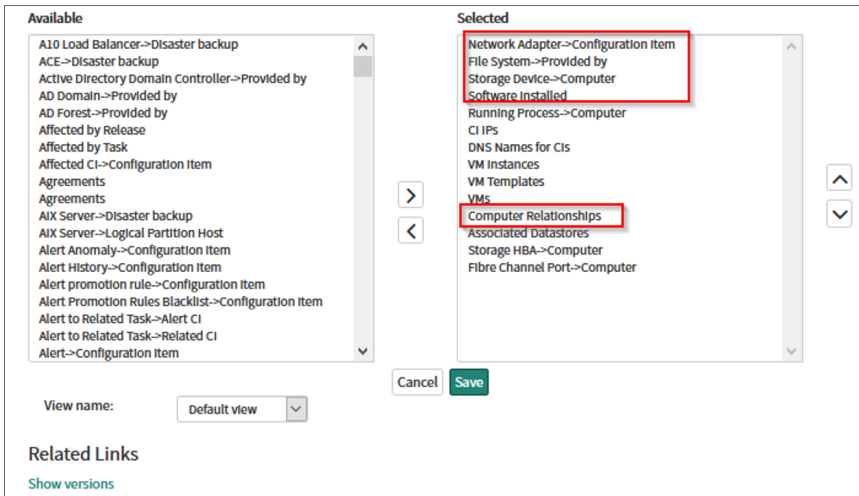 Available
A10 Load Balancer->Disaster backup
ACE->Disaster backup
Active Directory Domain Controller->Provided by
AD Domain->Provided by
AD Forest->Provided by
Affected by Release
Affected by Task
Affected CI->Configuration Item
Agreements
Agreements
AIX Server->Disaster backup
AIX Server->Logical Partition Host
Alert Anomaly->Configuration Item
Alert History->Configuration Item
Alert promotion rule->Configuration Item
Alert Promotion Rules Blacklist->Configuration Item
Alert to Related Task->Alert CI
Alert to Related Task->Related CI
Alert->Configuration Item
Selected
Network Adapter->Configuration Item
File System->Provided by
Storage Device->Computer
Software Installed
Running Process->Computer
CI IPs
DNS Names for CIs
VM Instances
VM Templates
VMs
Computer Relationships
Associated Datastores
Storage HBA->Computer
Fibre Channel Port->Computer
Cancel Save
View name: Default view
Related Links
Show versions